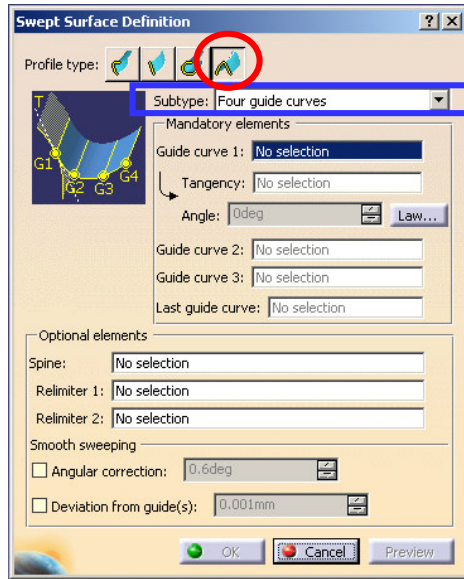 Swept Surface Definition
Profile type:
Subtype: Four guide curves
T
G1
G2
G3
G4
Mandatory elements
Guide curve 1: No selection
Tangency: No selection
Angle: 0deg Law...
Guide curve 2: No selection
Guide curve 3: No selection
Last guide curve: No selection
Optional elements
Spine: No selection
Relimiter 1: No selection
Relimiter 2: No selection
Smooth sweeping
Angular correction: 0.6deg
Deviation from guide(s): 0.001mm
OK Cancel Preview